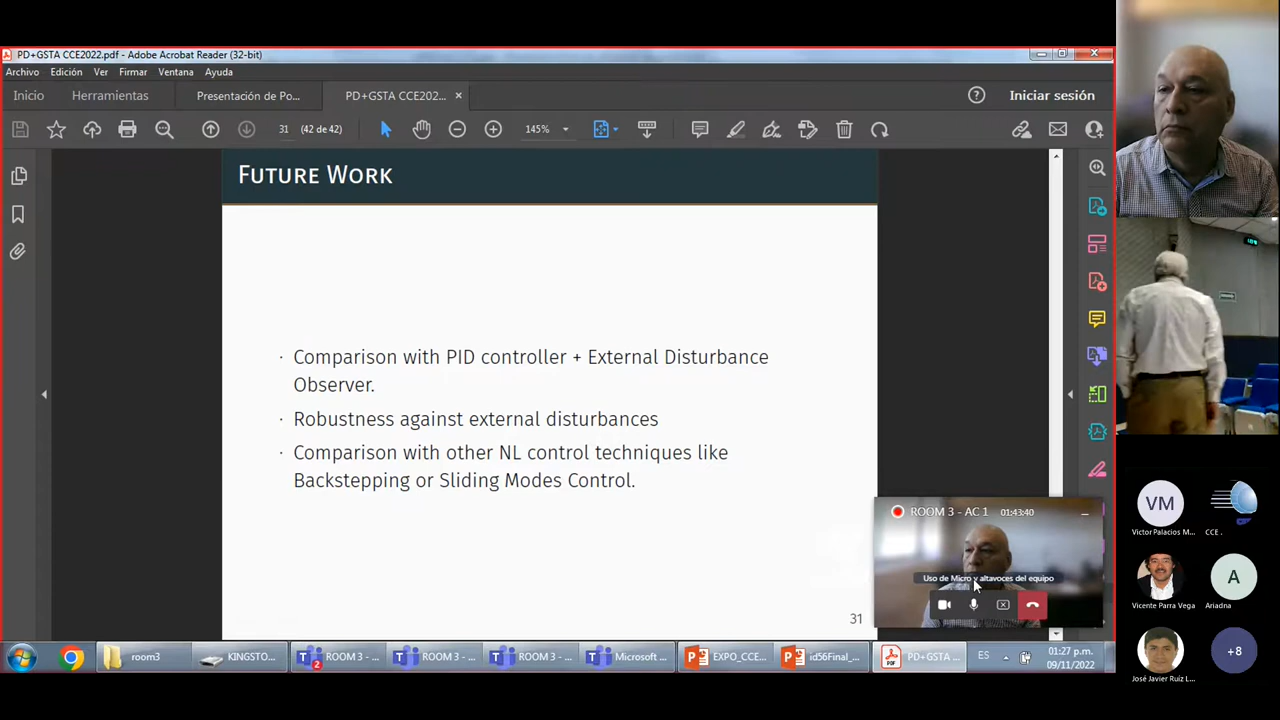 PD+GSTA CCE2022.pdf - Adobe Acrobat Reader (32-bit)
Archivo Edición Ver Firmar Ventana Ayuda
Inicio Herramientas Presentación de Po... PD+GSTA CCE202... × Iniciar sesión
31 (42 de 42) 145%
FUTURE WORK
· Comparison with PID controller + External Disturbance
Observer.
· Robustness against external disturbances
· Comparison with other NL control techniques like
Backstepping or Sliding Modes Control.
31
ROOM 3 - AC 1 01:43:40
Uso de Micro y altavoces del equipo
VM
Victor Palacios M...
CCE .
Vicente Parra Vega
A
Ariadna
José Javier Ruíz L...
+8
room3 KINGSTO... 2 ROOM 3 - ... ROOM 3 - ... ROOM 3 - ... Microsoft ... EXPO_CCE... id56Final_... PD+GSTA ... ES 01:27 p.m.
09/11/2022